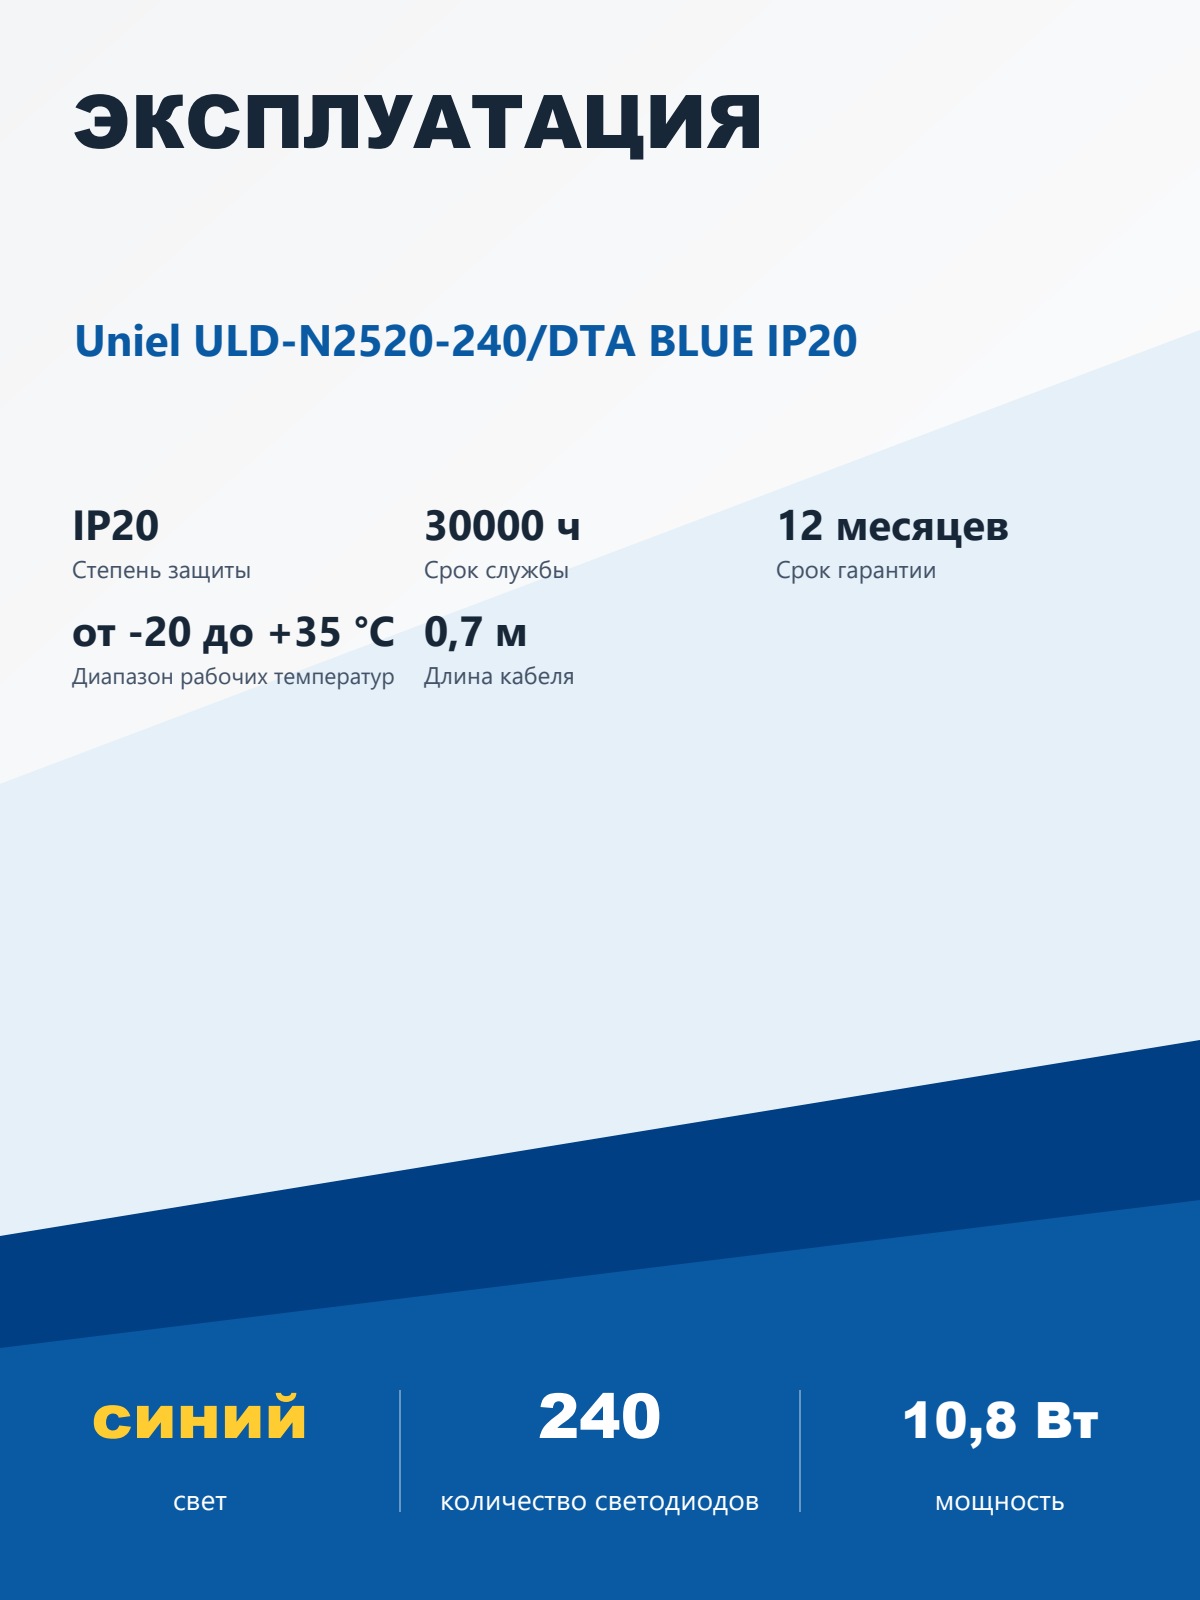 ЭКСПЛУАТАЦИЯ
Uniel ULD-N2520-240/DTA BLUE IP20
IP20
Степень защиты
30000 ч
Срок службы
12 месяцев
Срок гарантии
от -20 до +35 °C
Диапазон рабочих температур
0,7 м
Длина кабеля
синий
свет
240
количество светодиодов
10,8 Вт
мощность